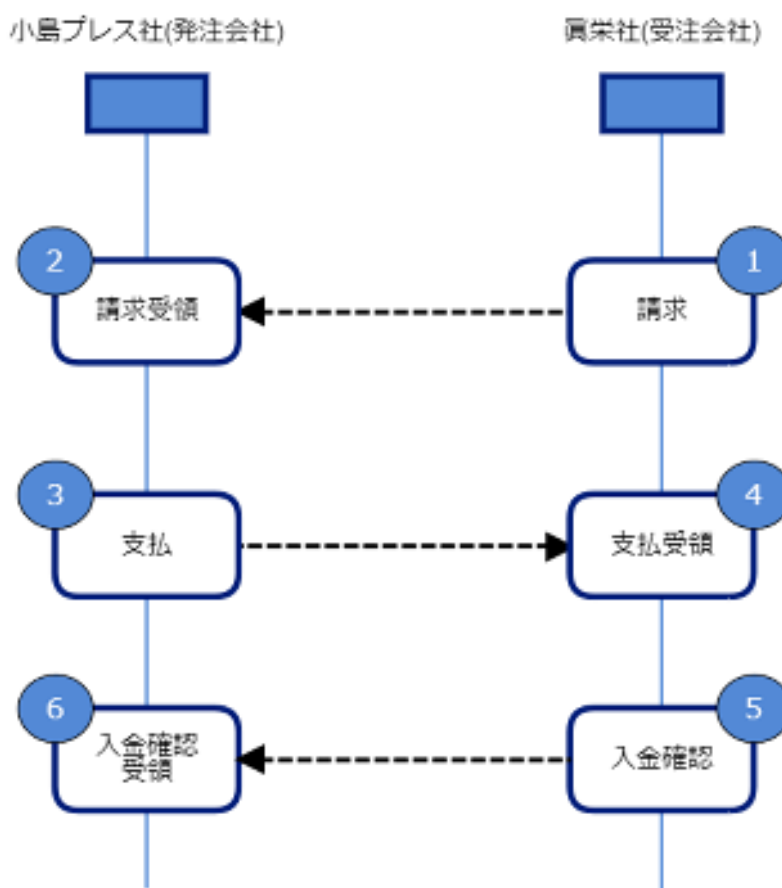 小島プレス社(発注会社)
眞栄社(受注会社)
2
請求受領
1
請求
3
支払
4
支払受領
6
入金確認
受領
5
入金確認